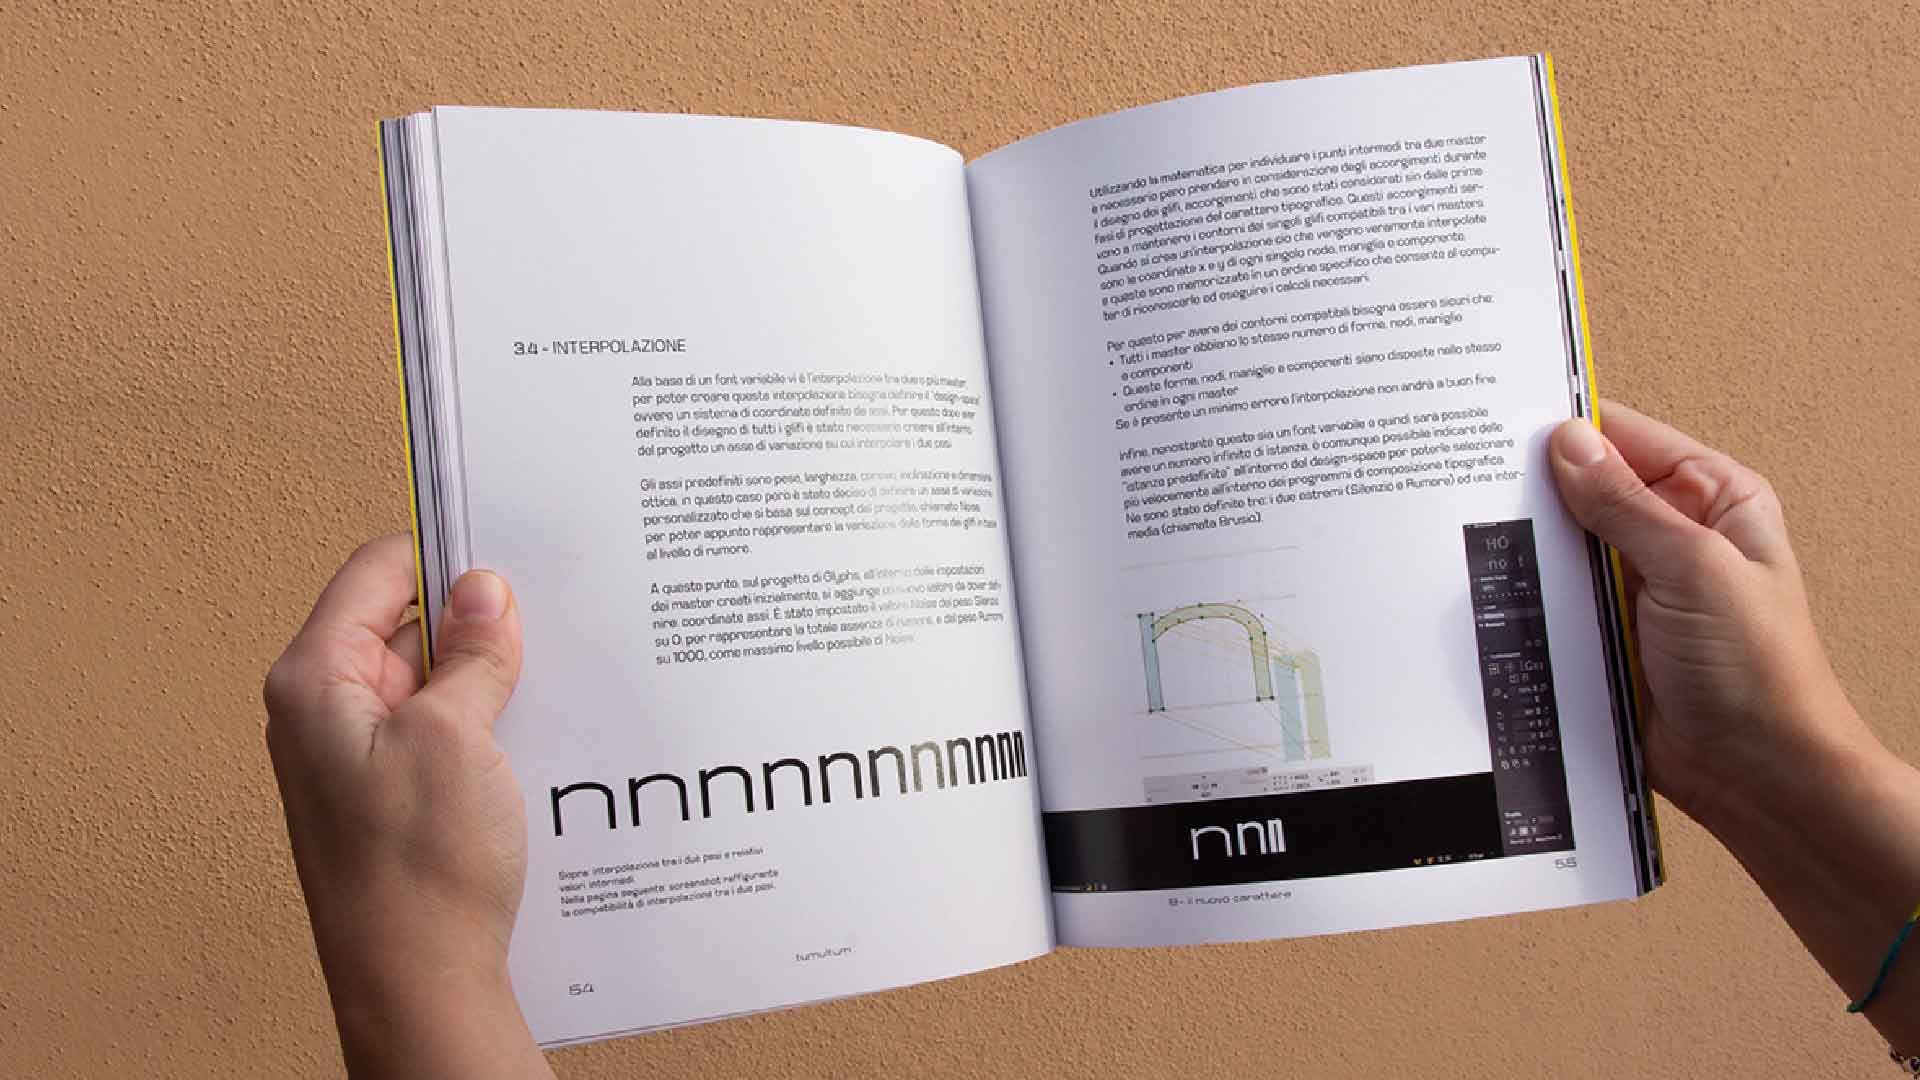 3.4 - INTERPOLAZIONE
Alla base di un font variabile vi è l'interpolazione tra due o più master,
per poter creare questa interpolazione bisogna definire il "design-space"
ovvero un sistema di coordinate definito da assi. Per questo dopo aver
definito il disegno di tutti i glifi è stato necessario creare all'interno
del progetto un asse di variazione su cui interpolare i due pesi.
Gli assi predefiniti sono peso, larghezza, corsivo, inclinazione e dimensione
ottica, in questo caso però è stato deciso di definire un asse di variazione
personalizzato che si basa sul concept del progetto, chiamato Noise,
per poter appunto rappresentare la variazione della forma dei glifi in base
al livello di rumore.
A questo punto, sul progetto di Glyphs, all'interno delle impostazioni
dei master creati inizialmente, si aggiunge un nuovo valore da dover defi-
nire: coordinate assi. È stato impostato il valore Noise del peso Silenzio
su 0, per rappresentare la totale assenza di rumore, e del peso Rumore
su 1000, come massimo livello possibile di Noise.
nnnnnnnnnnnn
Sopra: interpolazione tra i due pesi e relativi
valori intermedi.
Nella pagina seguente: screenshot raffigurante
la compatibilità di interpolazione tra i due pesi.
tumultum
54
Utilizzando la matematica per individuare i punti intermedi tra due master
è necessario però prendere in considerazione degli accorgimenti durante
il disegno dei glifi, accorgimenti che sono stati considerati sin dalle prime
fasi di progettazione del carattere tipografico. Questi accorgimenti ser-
vono a mantenere i contorni dei singoli glifi compatibili tra i vari masters.
Quando si crea un'interpolazione ciò che vengono veramente interpolate
sono le coordinate x e y di ogni singolo nodo, maniglia e componente,
e queste sono memorizzate in un ordine specifico che consente al compu-
ter di riconoscerle ed eseguire i calcoli necessari.
Per questo per avere dei contorni compatibili bisogna essere sicuri che:
• Tutti i master abbiano lo stesso numero di forme, nodi, maniglie
e componenti
• Queste forme, nodi, maniglie e componenti siano disposte nello stesso
ordine in ogni master
Se è presente un minimo errore l'interpolazione non andrà a buon fine.
Infine, nonostante questo sia un font variabile e quindi sarà possibile
avere un numero infinito di istanze, è comunque possibile indicare delle
"istanze predefinite" all'interno del design-space per poterle selezionare
più velocemente all'interno dei programmi di composizione tipografica.
Ne sono state definite tre: i due estremi (Silenzio e Rumore) ed una inter-
media (chiamata Brusio).
HO
no
nnn
3- il nuovo carattere
55